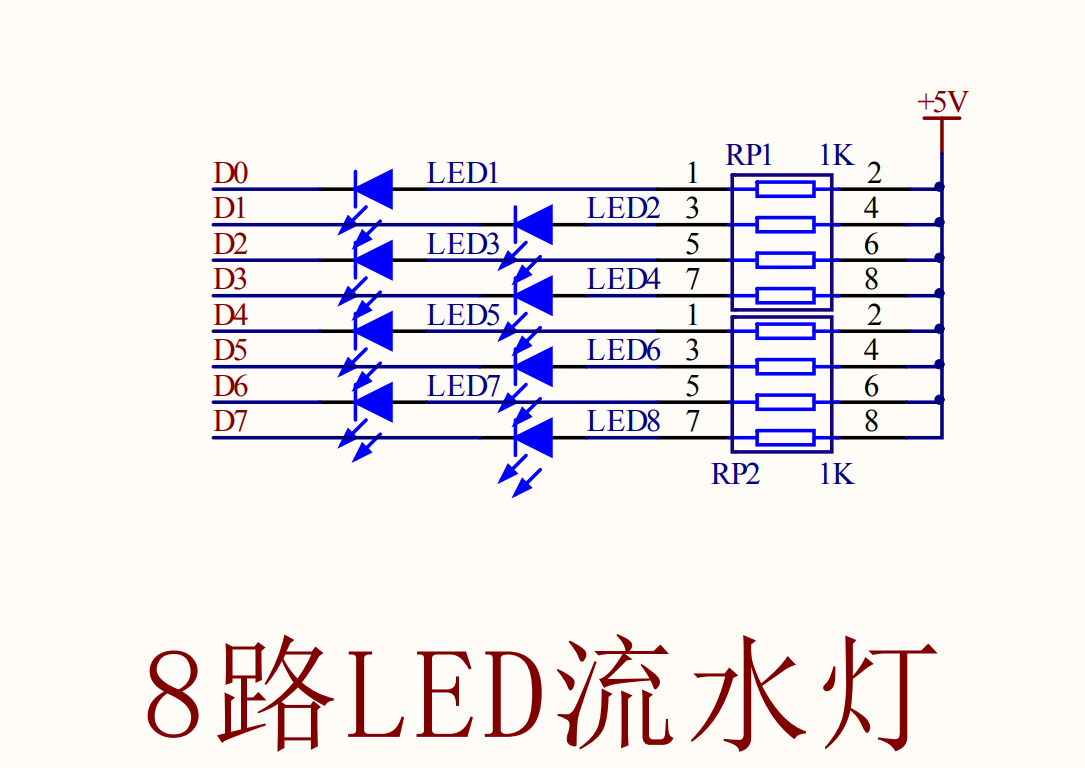 +5V
RP1 1K
D0 LED1 1 2
D1 LED2 3 4
D2 LED3 5 6
D3 LED4 7 8
D4 LED5 1 2
D5 LED6 3 4
D6 LED7 5 6
D7 LED8 7 8
RP2 1K
8路LED流水灯